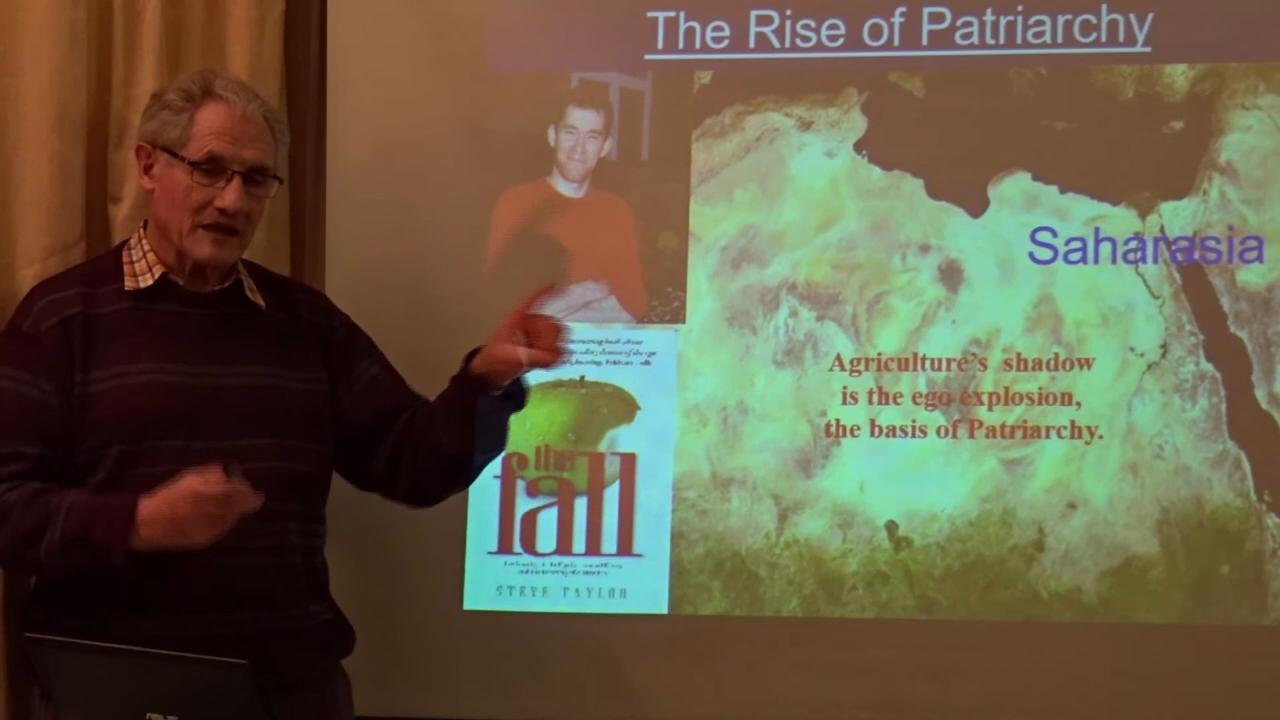 The Rise of Patriarchy
Saharasia
Agriculture's shadow
is the ego explosion,
the basis of Patriarchy.
the
fall
STEVE TAYLOR